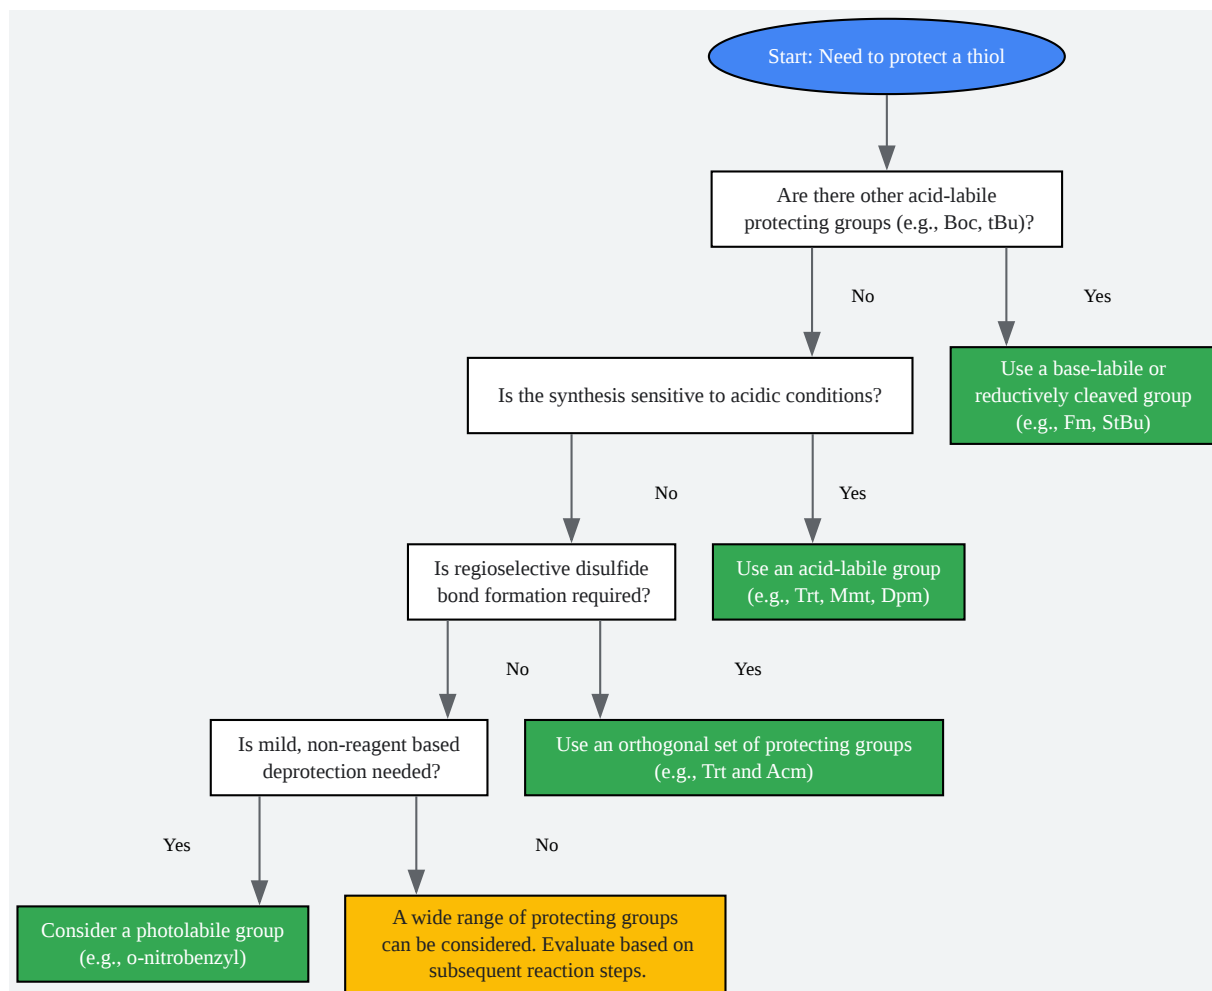 Start: Need to protect a thiol
Are there other acid-labile
protecting groups (e.g., Boc, tBu)?
No
Yes
Use a base-labile or
reductively cleaved group
(e.g., Fm, StBu)
Is the synthesis sensitive to acidic conditions?
No
Yes
Is regioselective disulfide
bond formation required?
Use an acid-labile group
(e.g., Trt, Mmt, Dpm)
No
Yes
Is mild, non-reagent based
deprotection needed?
Use an orthogonal set of protecting groups
(e.g., Trt and Acm)
Yes
No
Consider a photolabile group
(e.g., o-nitrobenzyl)
A wide range of protecting groups
can be considered. Evaluate based on
subsequent reaction steps.